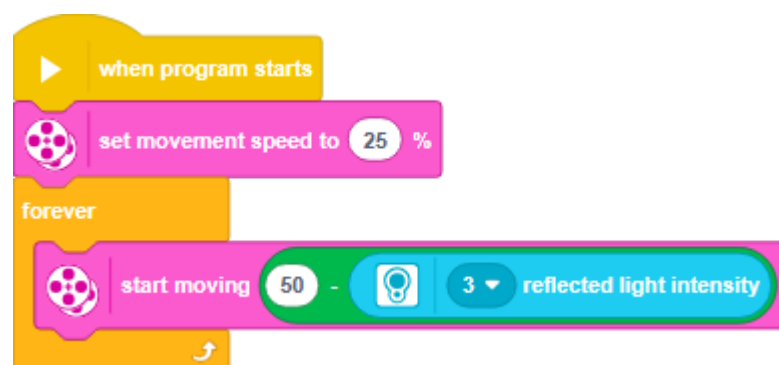 when program starts
set movement speed to 25 %
forever
start moving 50 - 3 reflected light intensity